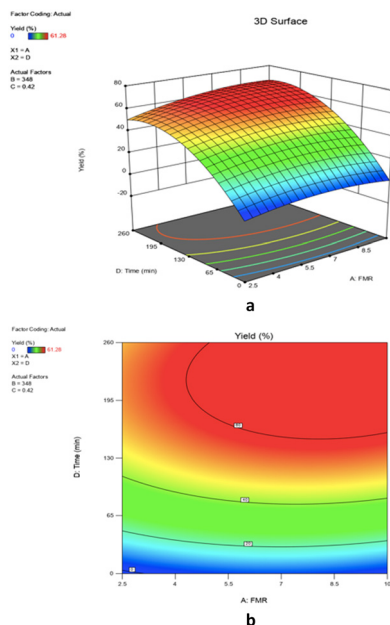 Factor Coding: Actual
3D Surface
Yield (%)
0 61.28
X1 = A
X2 = D
Actual Factors
B = 348
C = 0.42
80
60
40
20
0
-20
Yield (%)
260
195
130
65
0
D: Time (min)
2.5
4
5.5
7
8.5
A: FMR
a
Factor Coding: Actual
Yield (%)
Yield (%)
0 61.28
X1 = A
X2 = D
Actual Factors
B = 348
C = 0.42
260
195
130
65
0
D: Time (min)
40
20
0
2.5
4
5.5
7
8.5
10
A: FMR
b